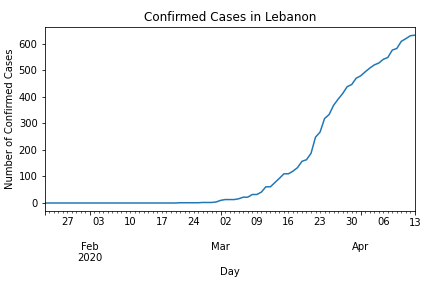 Confirmed Cases in Lebanon
Number of Confirmed Cases
600
500
400
300
200
100
0
27 03 10 17 24 02 09 16 23 30 06 13
Feb Mar Apr
2020
Day